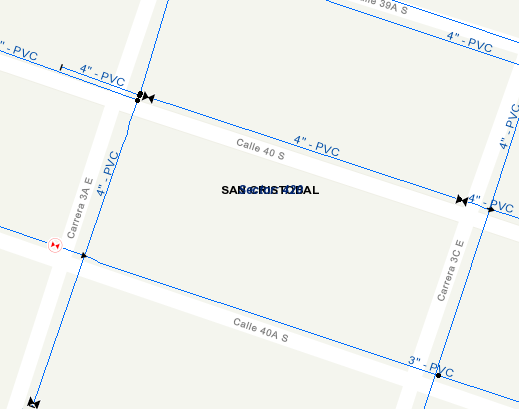 Calle 39A S
4" - PVC
" - PVC
4" - PVC
4" - PVC
4" - PVC
Calle 40 S
4" - PVC
SAN CRISTOBAL
4" - PVC
Carrera 3A E
Carrera 3C E
Calle 40A S
3" - PVC